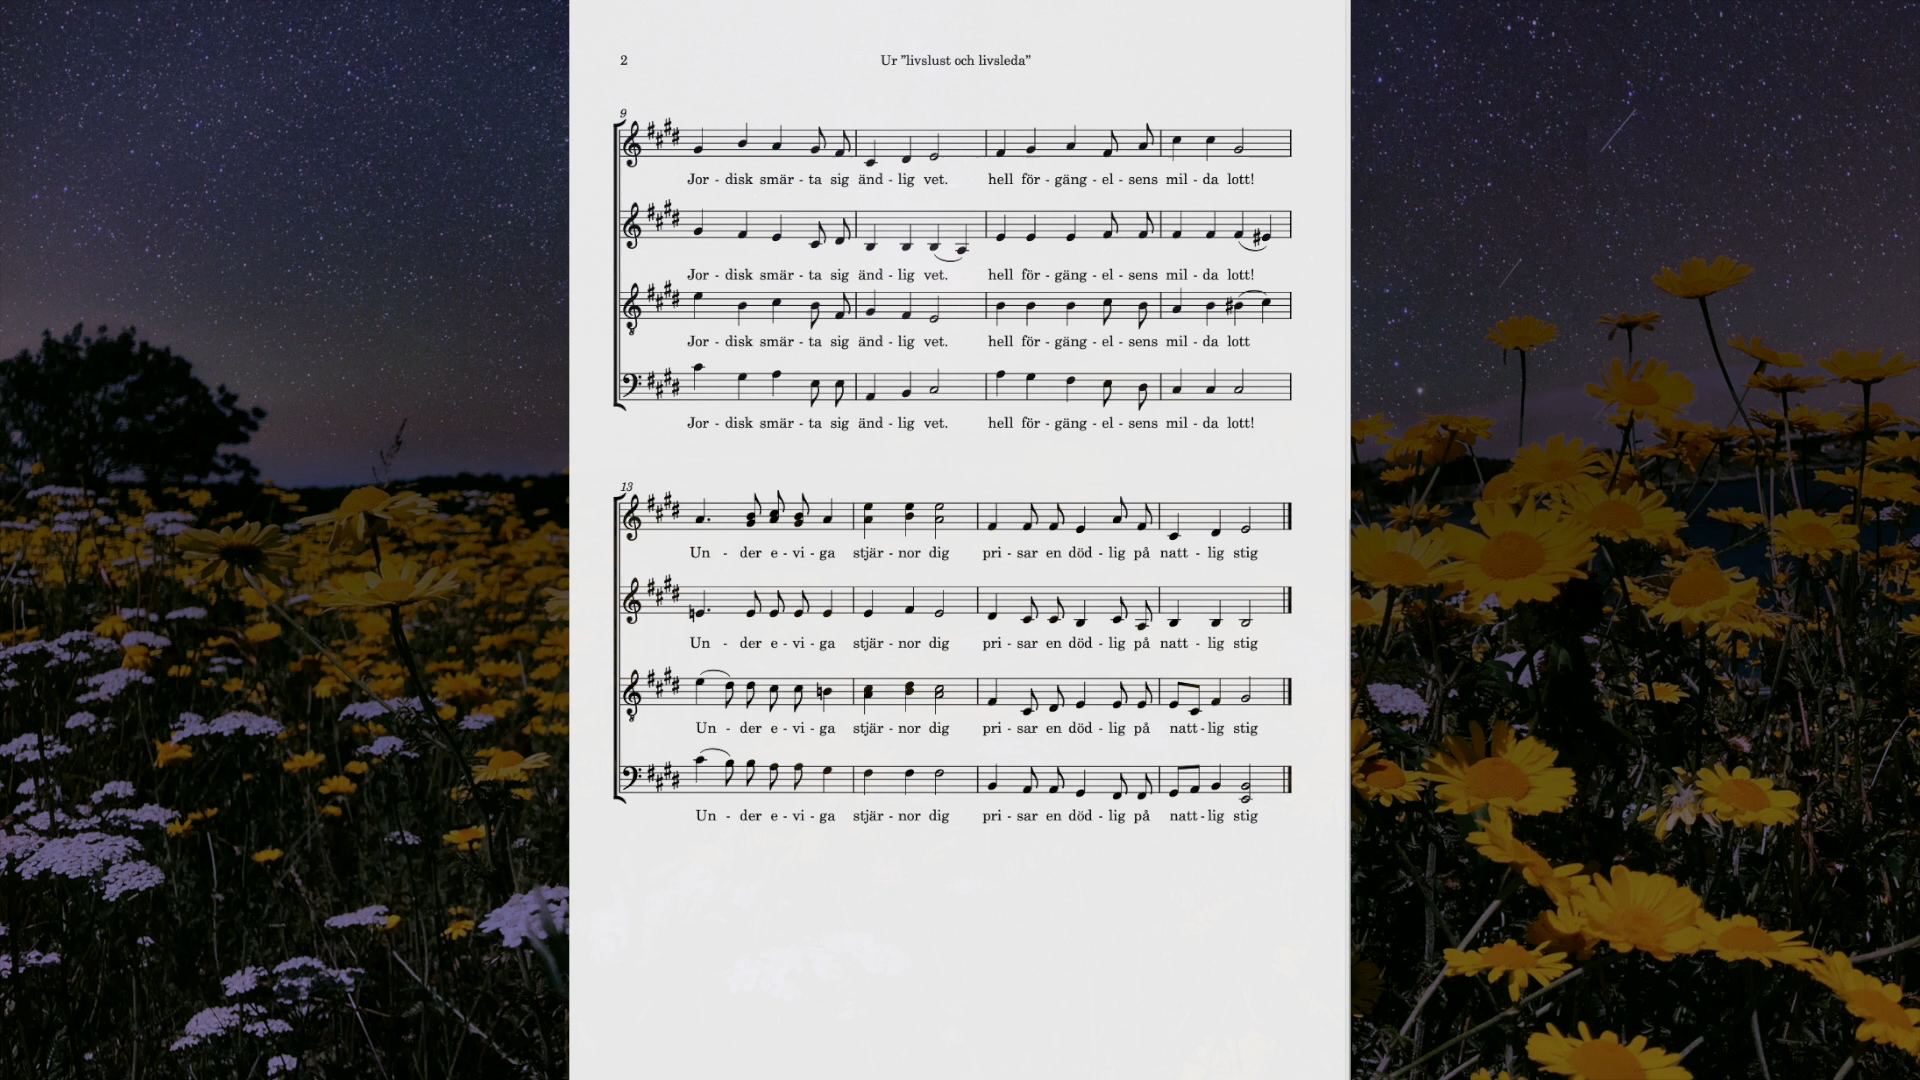 2
Ur ”livslust och livsleda”
9
Jor - disk smär - ta sig änd - lig vet. hell för - gäng - el - sens mil - da lott!
Jor - disk smär - ta sig änd - lig vet. hell för - gäng - el - sens mil - da lott!
Jor - disk smär - ta sig änd - lig vet. hell för - gäng - el - sens mil - da lott
Jor - disk smär - ta sig änd - lig vet. hell för - gäng - el - sens mil - da lott!
13
Un - der e - vi - ga stjär - nor dig pri - sar en död - lig på natt - lig stig
Un - der e - vi - ga stjär - nor dig pri - sar en död - lig på natt - lig stig
Un - der e - vi - ga stjär - nor dig pri - sar en död - lig på natt - lig stig
Un - der e - vi - ga stjär - nor dig pri - sar en död - lig på natt - lig stig